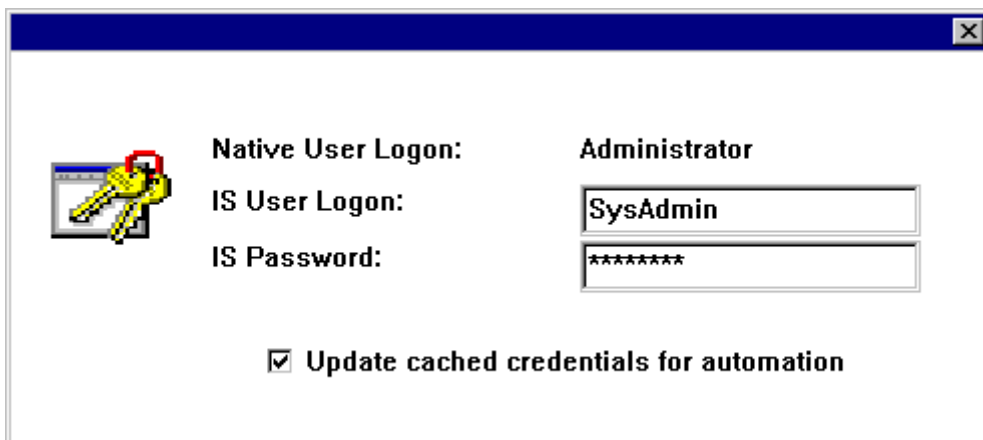 Native User Logon: Administrator
IS User Logon: SysAdmin
IS Password: ********
Update cached credentials for automation